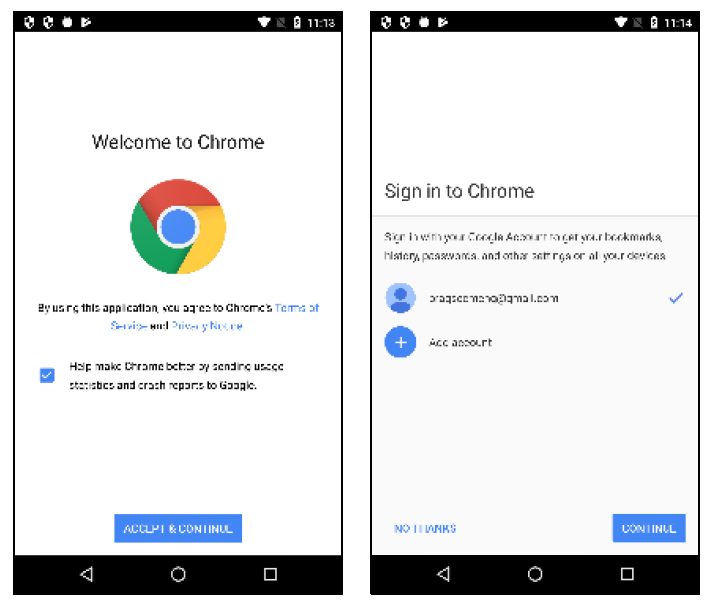 11:13
Welcome to Chrome
By using this application, you agree to Chrome's Terms of
Service and Privacy Notice
Help make Chrome better by sending usage
statistics and crash reports to Google.
ACCEPT & CONTINUE
11:14
Sign in to Chrome
Sign in with your Google Account to get your bookmarks,
history, passwords, and other settings on all your devices.
Add account
NO THANKS
CONTINUE